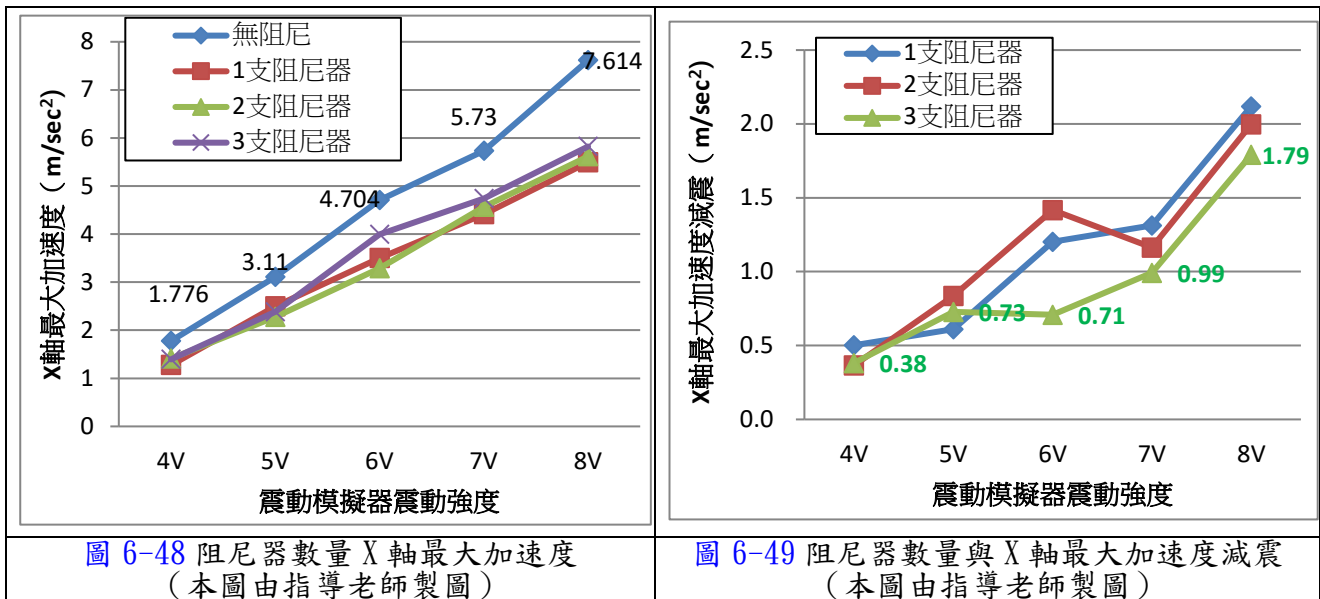 X軸最大加速度（m/sec²）
8
7
6
5
4
3
2
1
0
無阻尼
1支阻尼器
2支阻尼器
3支阻尼器
1.776
3.11
4.704
5.73
7.614
4V 5V 6V 7V 8V
震動模擬器震動強度
圖 6-48 阻尼器數量 X 軸最大加速度
（本圖由指導老師製圖）
X軸最大加速度減震（m/sec²）
2.5
2.0
1.5
1.0
0.5
0.0
1支阻尼器
2支阻尼器
3支阻尼器
0.38
0.73
0.71
0.99
1.79
4V 5V 6V 7V 8V
震動模擬器震動強度
圖 6-49 阻尼器數量與 X 軸最大加速度減震
（本圖由指導老師製圖）